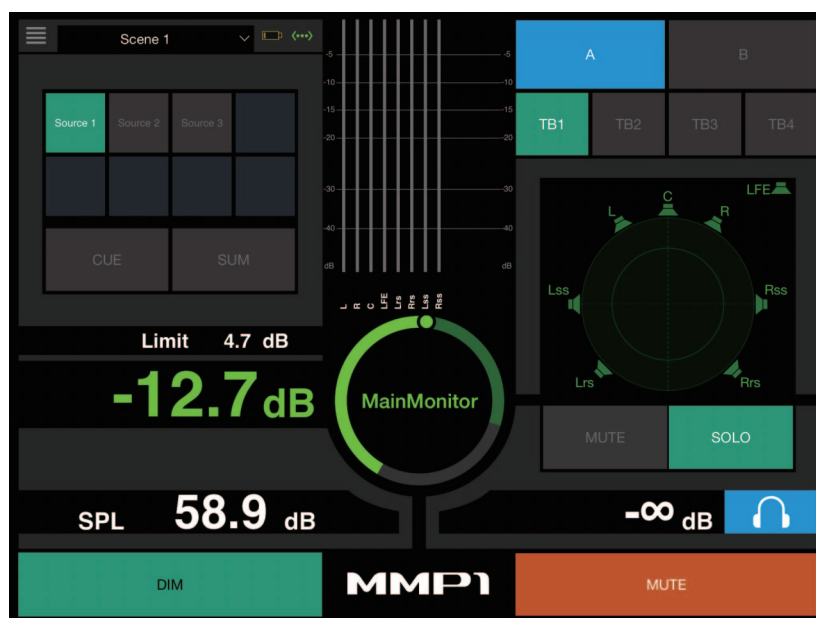 Scene 1
Source 1
Source 2
Source 3
CUE
SUM
Limit 4.7 dB
-12.7 dB
SPL 58.9 dB
DIM
-5 -5
-10 -10
-15 -15
-20 -20
-30 -30
-40 -40
dB dB
L R C LFE Lrs Rrs Lss Rss
MainMonitor
MMP1
A B
TB1 TB2 TB3 TB4
LFE
C
L R
Lss Rss
Lrs Rrs
MUTE SOLO
-∞ dB
MUTE